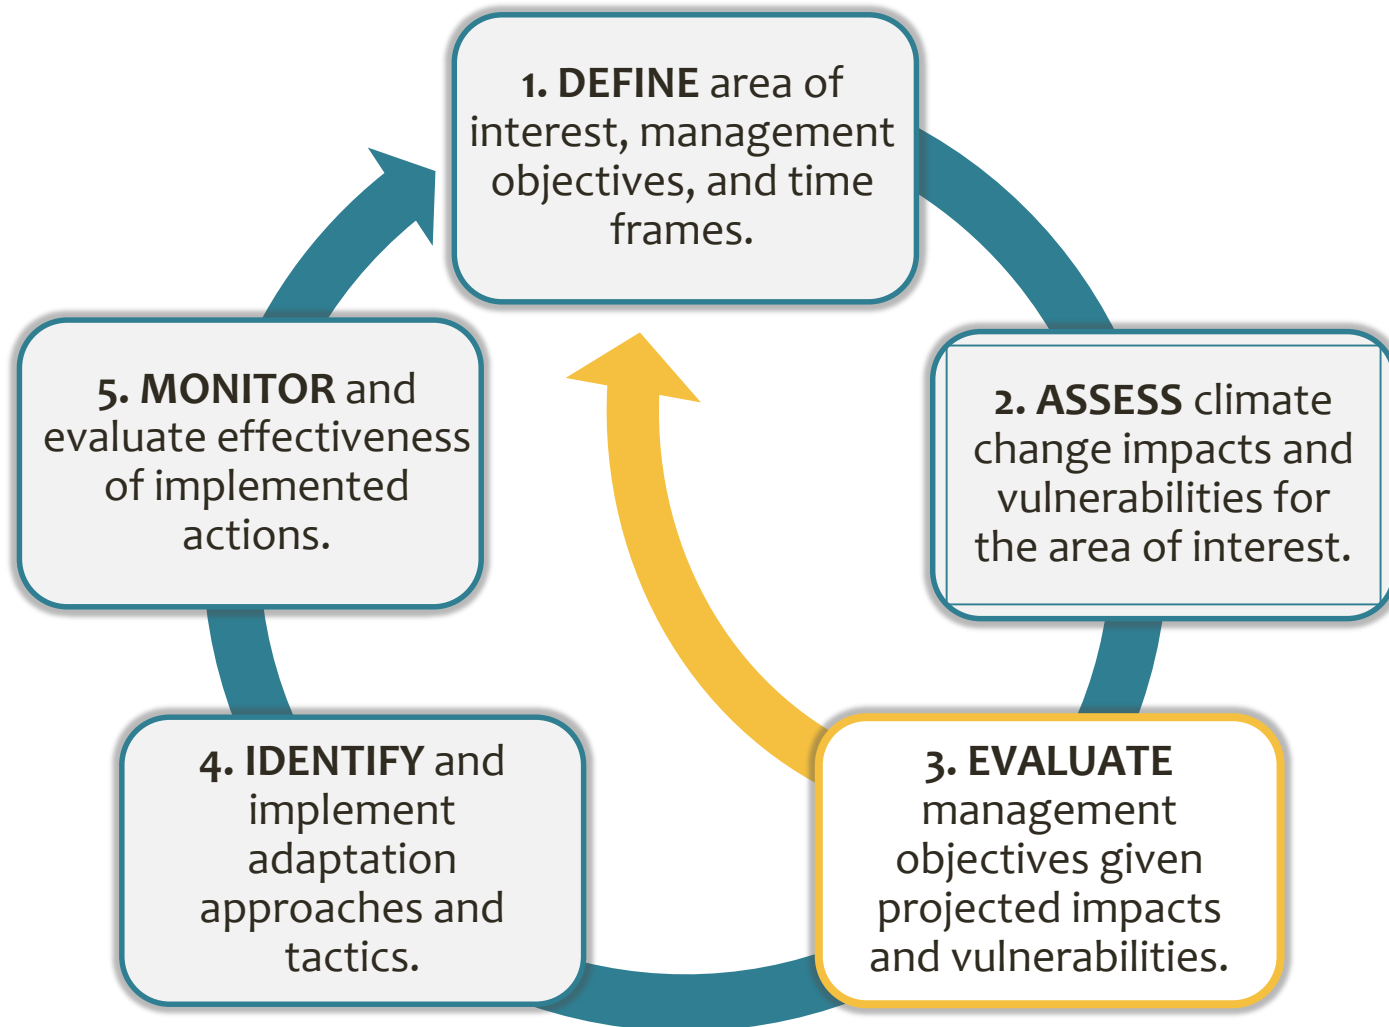 1. DEFINE area of
interest, management
objectives, and time
frames.
2. ASSESS climate
change impacts and
vulnerabilities for
the area of interest.
3. EVALUATE
management
objectives given
projected impacts
and vulnerabilities.
4. IDENTIFY and
implement
adaptation
approaches and
tactics.
5. MONITOR and
evaluate effectiveness
of implemented
actions.